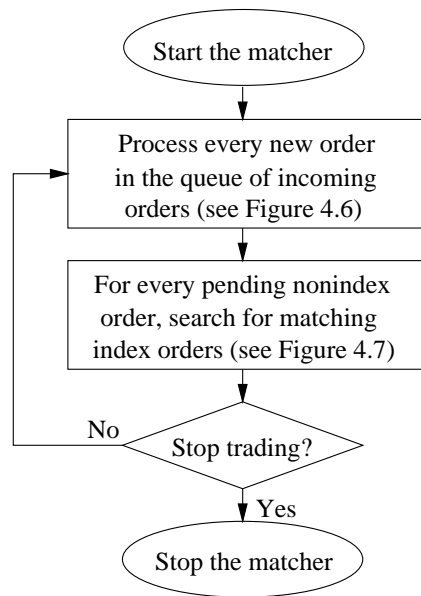 Start the matcher
Process every new order
in the queue of incoming
orders (see Figure 4.6)
For every pending nonindex
order, search for matching
index orders (see Figure 4.7)
No
Stop trading?
Yes
Stop the matcher